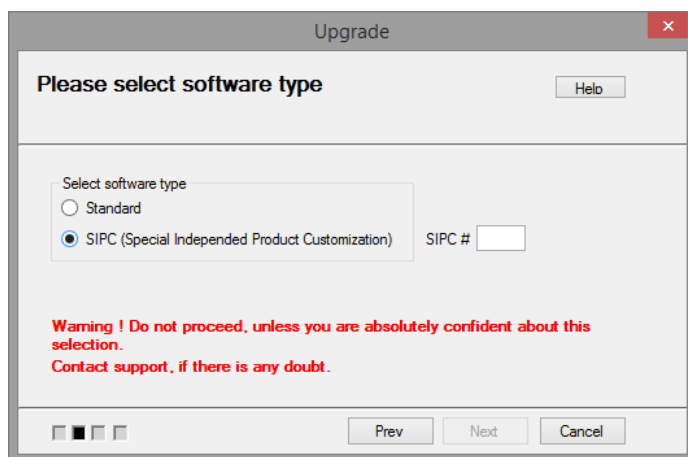 Upgrade
Please select software type
Help
Select software type
Standard
SIPC (Special Independed Product Customization)
SIPC #
Warning ! Do not proceed, unless you are absolutely confident about this
selection.
Contact support, if there is any doubt.
Prev
Next
Cancel